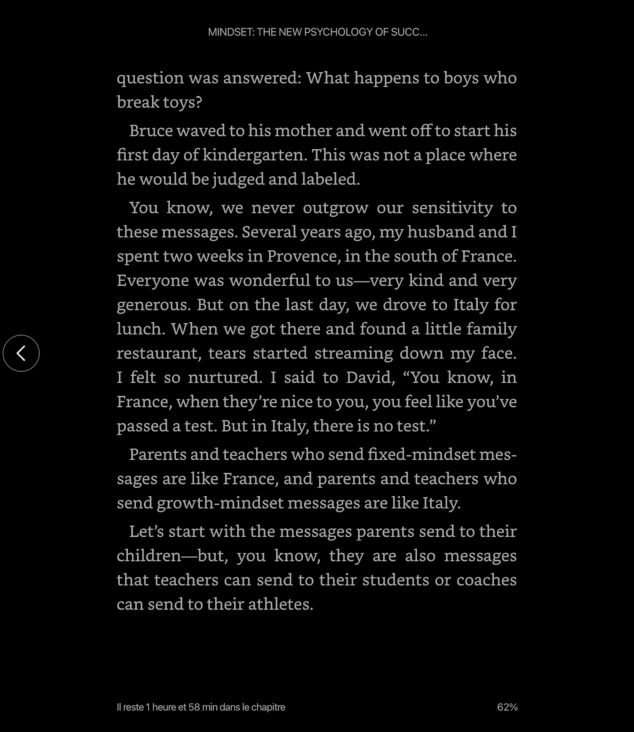 MINDSET: THE NEW PSYCHOLOGY OF SUCC...
question was answered: What happens to boys who
break toys?
Bruce waved to his mother and went off to start his
first day of kindergarten. This was not a place where
he would be judged and labeled.
You know, we never outgrow our sensitivity to
these messages. Several years ago, my husband and I
spent two weeks in Provence, in the south of France.
Everyone was wonderful to us—very kind and very
generous. But on the last day, we drove to Italy for
lunch. When we got there and found a little family
restaurant, tears started streaming down my face.
I felt so nurtured. I said to David, “You know, in
France, when they’re nice to you, you feel like you’ve
passed a test. But in Italy, there is no test.”
Parents and teachers who send fixed-mindset mes-
sages are like France, and parents and teachers who
send growth-mindset messages are like Italy.
Let’s start with the messages parents send to their
children—but, you know, they are also messages
that teachers can send to their students or coaches
can send to their athletes.
Il reste 1 heure et 58 min dans le chapitre
62%